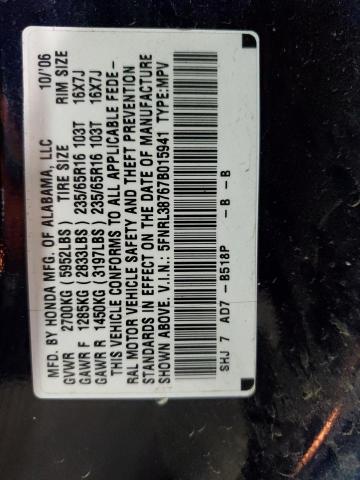 MFD. BY HONDA MFG. OF ALABAMA, LLC 10/'06
GVWR 2700KG (5952LBS) TIRE SIZE RIM SIZE
GAWR F 1285KG (2833LBS) 235/65R16 103T 16X7J
GAWR R 1450KG (3197LBS) 235/65R16 103T 16X7J
THIS VEHICLE CONFORMS TO ALL APPLICABLE FEDE-
RAL MOTOR VEHICLE SAFETY AND THEFT PREVENTION
STANDARDS IN EFFECT ON THE DATE OF MANUFACTURE
SHOWN ABOVE. V.I.N.: 5FNRL38767B015941 TYPE:MPV
SHJ 7 AD7 -B518P -B -B